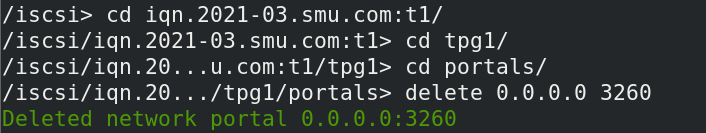 /iscsi> cd iqn.2021-03.smu.com:t1/
/iscsi/iqn.2021-03.smu.com:t1> cd tpg1/
/iscsi/iqn.20...u.com:t1/tpg1> cd portals/
/iscsi/iqn.20.../tpg1/portals> delete 0.0.0.0 3260
Deleted network portal 0.0.0.0:3260